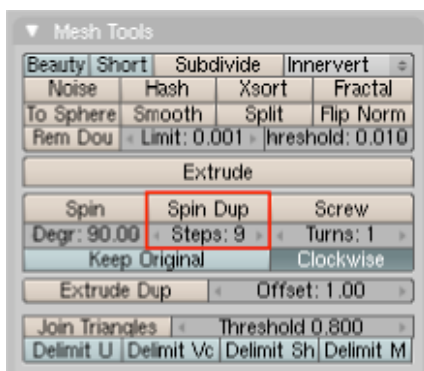 Mesh Tools
Beauty Short Subdivide Innervert
Noise Hash Xsort Fractal
To Sphere Smooth Split Flip Norm
Rem Dou Limit: 0.001 hreshold: 0.010
Extrude
Spin Spin Dup Screw
Degr: 90.00 Steps: 9 Turns: 1
Keep Original Clockwise
Extrude Dup Offset: 1.00
Join Triangles Threshold 0.800
Delimit U Delimit Vc Delimit Sh Delimit M